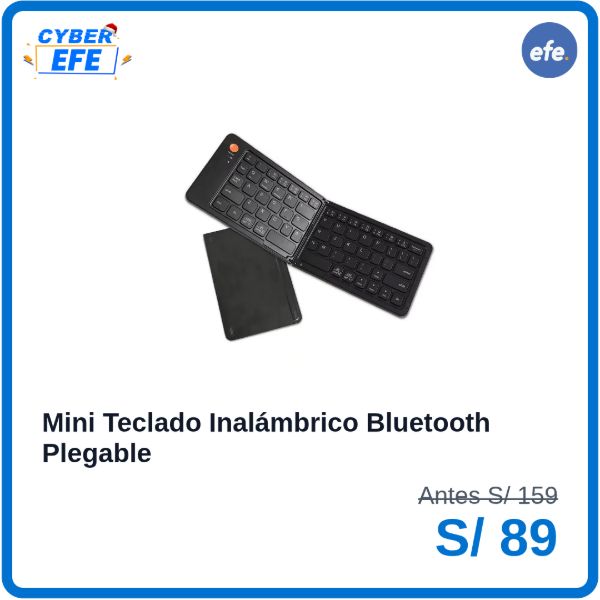 CYBER
EFE
efe.
Mini Teclado Inalámbrico Bluetooth
Plegable
Antes S/ 159
S/ 89